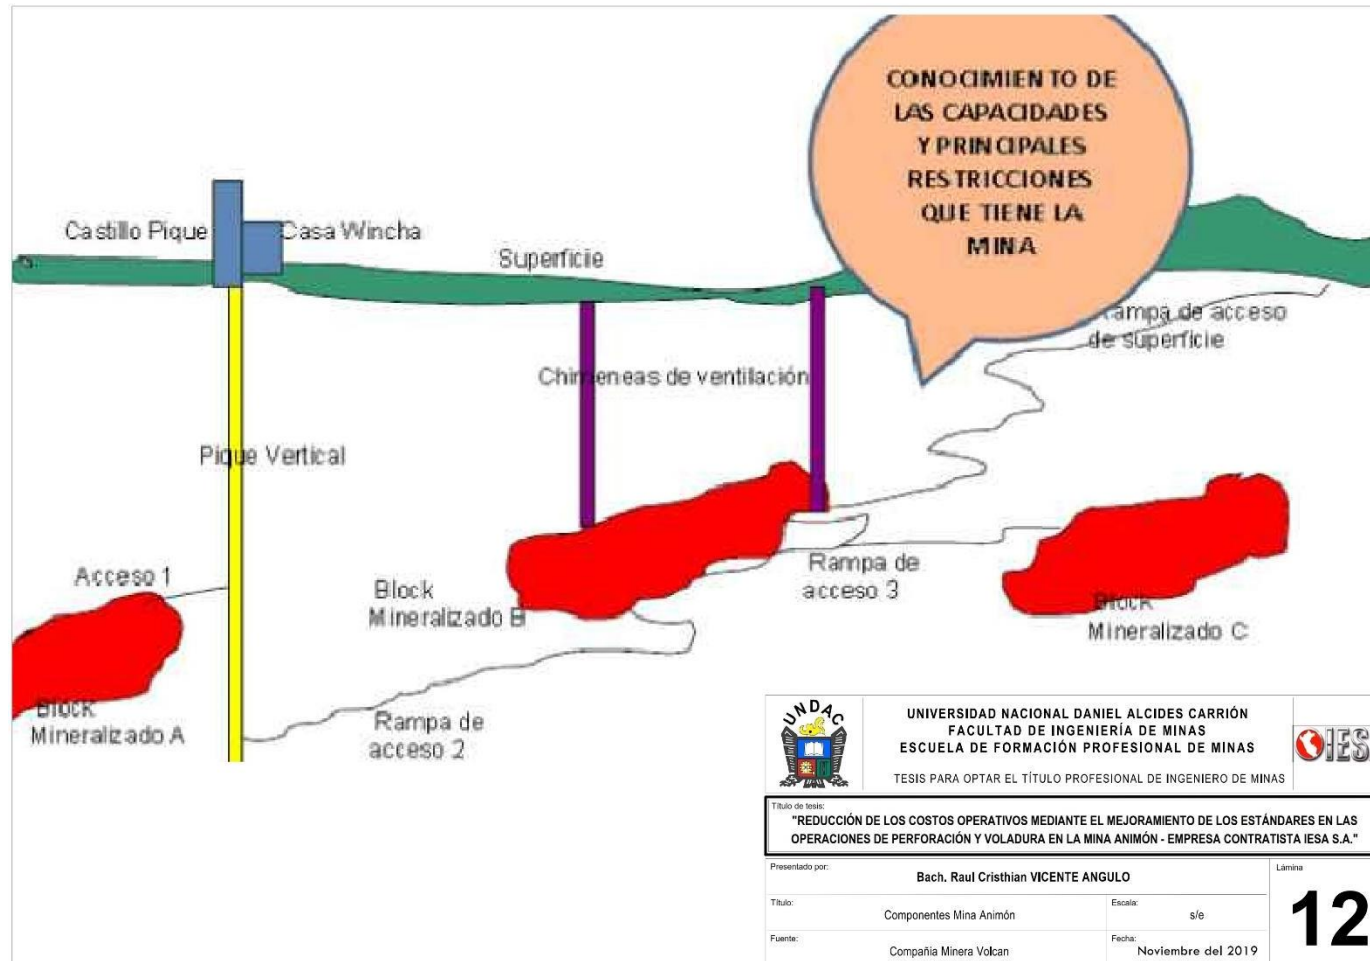 CONOCIMIENTO DE
LAS CAPACIDADES
Y PRINCIPALES
RESTRICCIONES
QUE TIENE LA
MINA
Castillo Pique
Casa Wincha
Superficie
Rampa de acceso
de superficie
Chimeneas de ventilación
Pique Vertical
Acceso 1
Block
Mineralizado A
Block
Mineralizado B
Rampa de
acceso 3
Block
Mineralizado C
Rampa de
acceso 2
UNDAC
UNIVERSIDAD NACIONAL DANIEL ALCIDES CARRIÓN
FACULTAD DE INGENIERÍA DE MINAS
ESCUELA DE FORMACIÓN PROFESIONAL DE MINAS
TESIS PARA OPTAR EL TÍTULO PROFESIONAL DE INGENIERO DE MINAS
IES
Título de tesis:
"REDUCCIÓN DE LOS COSTOS OPERATIVOS MEDIANTE EL MEJORAMIENTO DE LOS ESTÁNDARES EN LAS
OPERACIONES DE PERFORACIÓN Y VOLADURA EN LA MINA ANIMÓN - EMPRESA CONTRATISTA IESA S.A."
Presentado por:
Bach. Raul Cristhian VICENTE ANGULO
Lámina
12
Título:
Componentes Mina Animón
Escala:
s/e
Fuente:
Compañia Minera Volcan
Fecha:
Noviembre del 2019